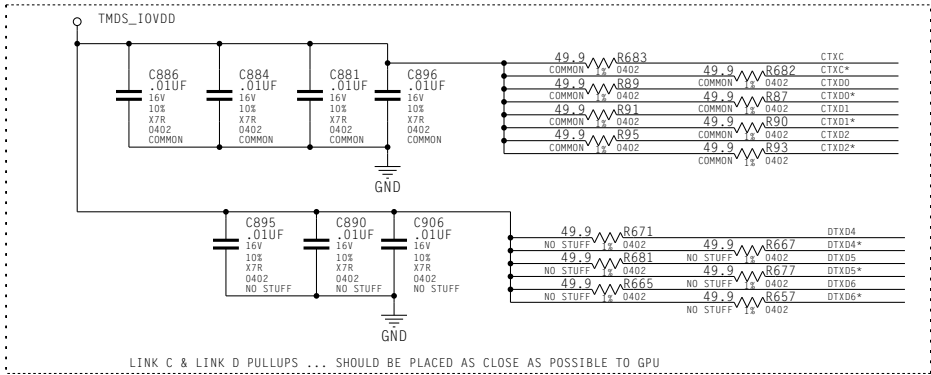 TMDS_IOVDD
C886
.01UF
16V
10%
X7R
0402
COMMON
C884
.01UF
16V
10%
X7R
0402
COMMON
C881
.01UF
16V
10%
X7R
0402
COMMON
C896
.01UF
16V
10%
X7R
0402
COMMON
GND
49.9 R683 CTXC
COMMON 1% 0402
49.9 R682 CTXC*
COMMON 1% 0402
49.9 R89 CTXD0
COMMON 1% 0402
49.9 R87 CTXD0*
COMMON 1% 0402
49.9 R91 CTXD1
COMMON 1% 0402
49.9 R90 CTXD1*
COMMON 1% 0402
49.9 R95 CTXD2
COMMON 1% 0402
49.9 R93 CTXD2*
COMMON 1% 0402
C895
.01UF
16V
10%
X7R
0402
NO STUFF
C890
.01UF
16V
10%
X7R
0402
NO STUFF
C906
.01UF
16V
10%
X7R
0402
NO STUFF
GND
49.9 R671 DTXD4
NO STUFF 1% 0402
49.9 R667 DTXD4*
NO STUFF 1% 0402
49.9 R681 DTXD5
NO STUFF 1% 0402
49.9 R677 DTXD5*
NO STUFF 1% 0402
49.9 R665 DTXD6
NO STUFF 1% 0402
49.9 R657 DTXD6*
NO STUFF 1% 0402
LINK C & LINK D PULLUPS ... SHOULD BE PLACED AS CLOSE AS POSSIBLE TO GPU